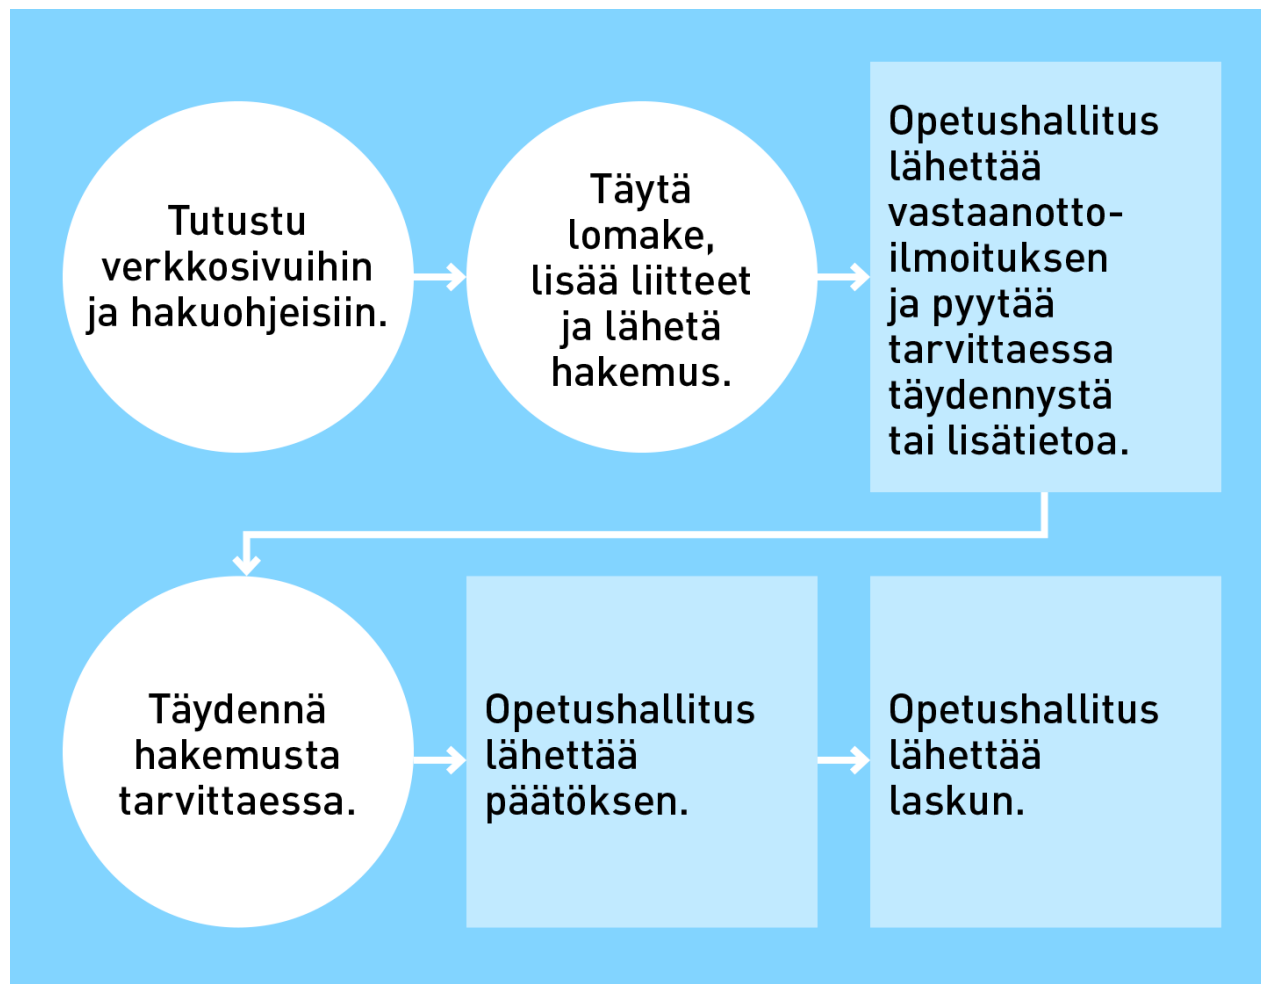 Tutustu
verkkosivuihin
ja hakuohjeisiin.
Täytä
lomake,
lisää liitteet
ja lähetä
hakemus.
Opetushallitus
lähettää
vastaanotto-
ilmoituksen
ja pyytää
tarvittaessa
täydennystä
tai lisätietoa.
Täydennä
hakemusta
tarvittaessa.
Opetushallitus
lähettää
päätöksen.
Opetushallitus
lähettää
laskun.